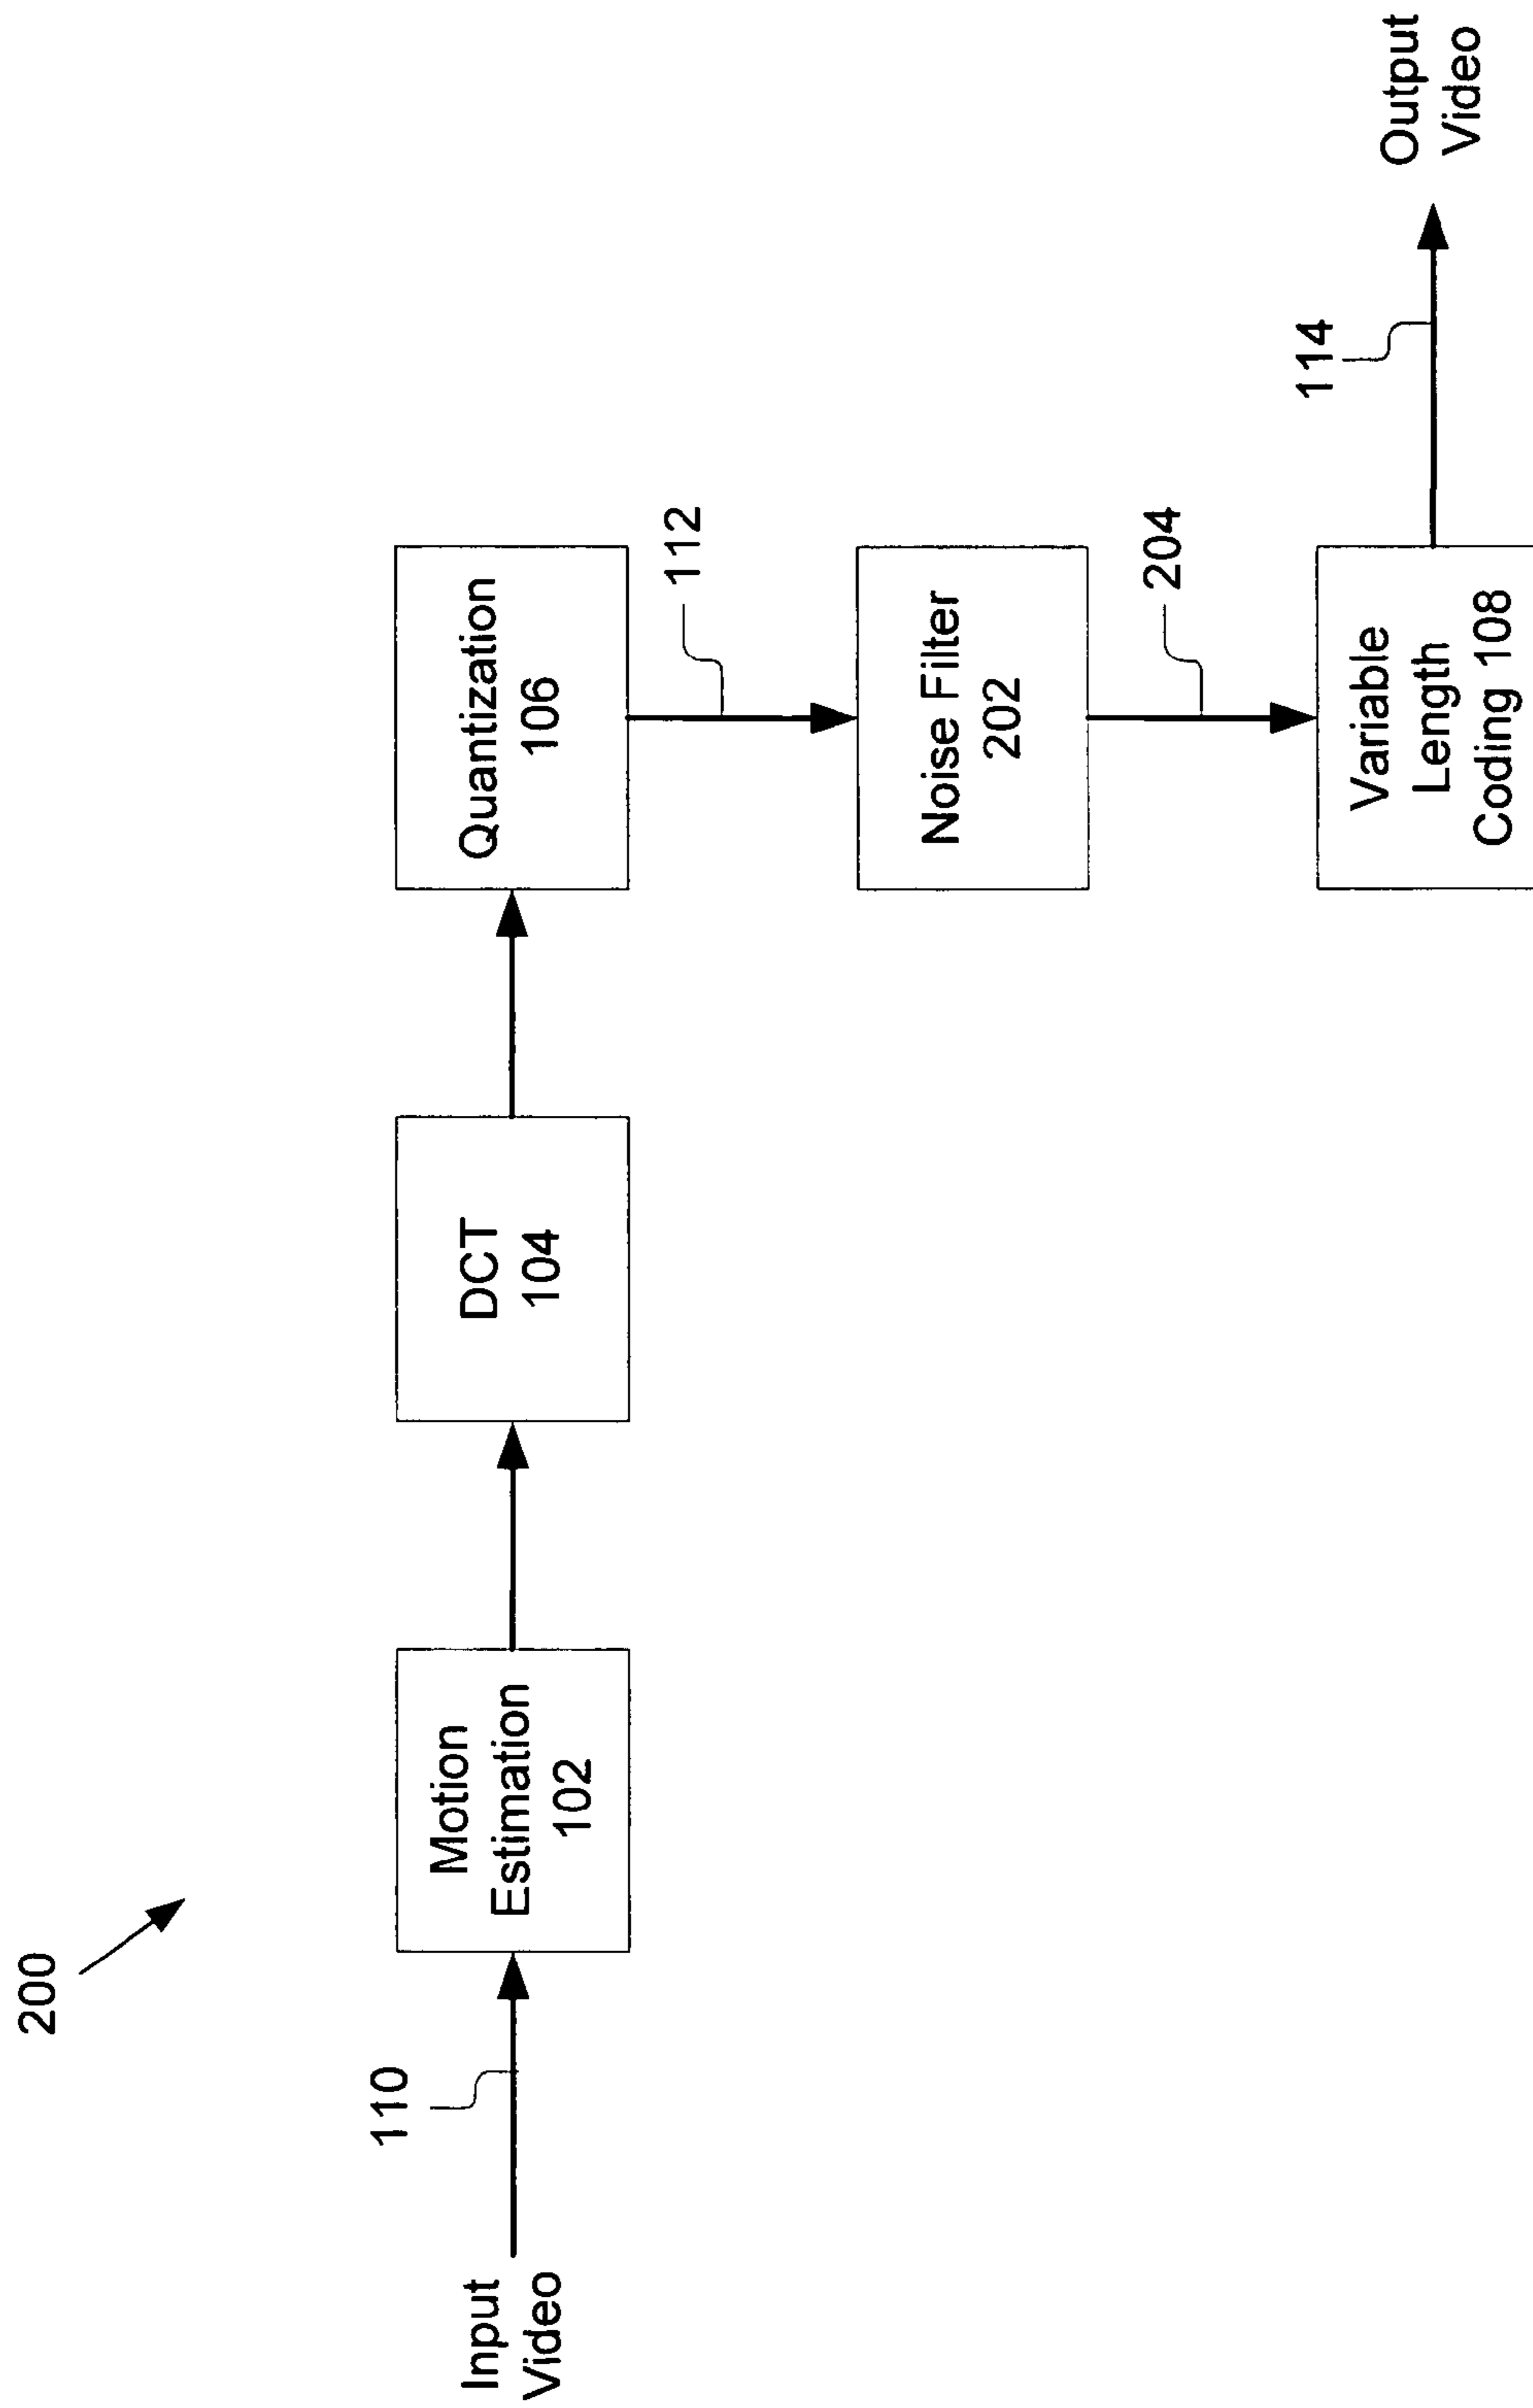 200
Input
Video
110
Motion
Estimation
102
DCT
104
Quantization
106
112
Noise Filter
202
204
Variable
Length
Coding 108
114
Output
Video